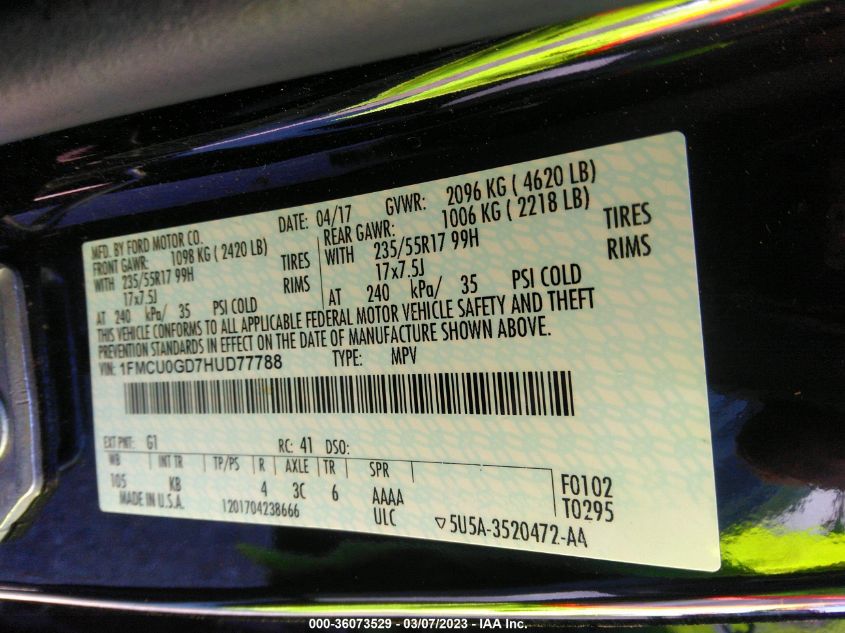 MFD. BY FORD MOTOR CO.
DATE: 04/17 GVWR: 2096 KG ( 4620 LB)
FRONT GAWR: 1098 KG ( 2420 LB)
REAR GAWR: 1006 KG ( 2218 LB)
WITH 235/55R17 99H TIRES
WITH 235/55R17 99H TIRES
17x7.5J RIMS
17x7.5J RIMS
AT 240 kPa/ 35 PSI COLD
AT 240 kPa/ 35 PSI COLD
THIS VEHICLE CONFORMS TO ALL APPLICABLE FEDERAL MOTOR VEHICLE SAFETY AND THEFT
PREVENTION STANDARDS IN EFFECT ON THE DATE OF MANUFACTURE SHOWN ABOVE.
VIN: 1FMCU0GD7HUD77788 TYPE: MPV
EXT PNT: G1 RC: 41 DSO:
WB INT TR TP/PS R AXLE TR SPR
105 KB 4 3C 6 AAAA F0102
MADE IN U.S.A. 1201704238666 ULC T0295
▽5U5A-3520472-AA
000-36073529 - 03/07/2023 - IAA Inc.